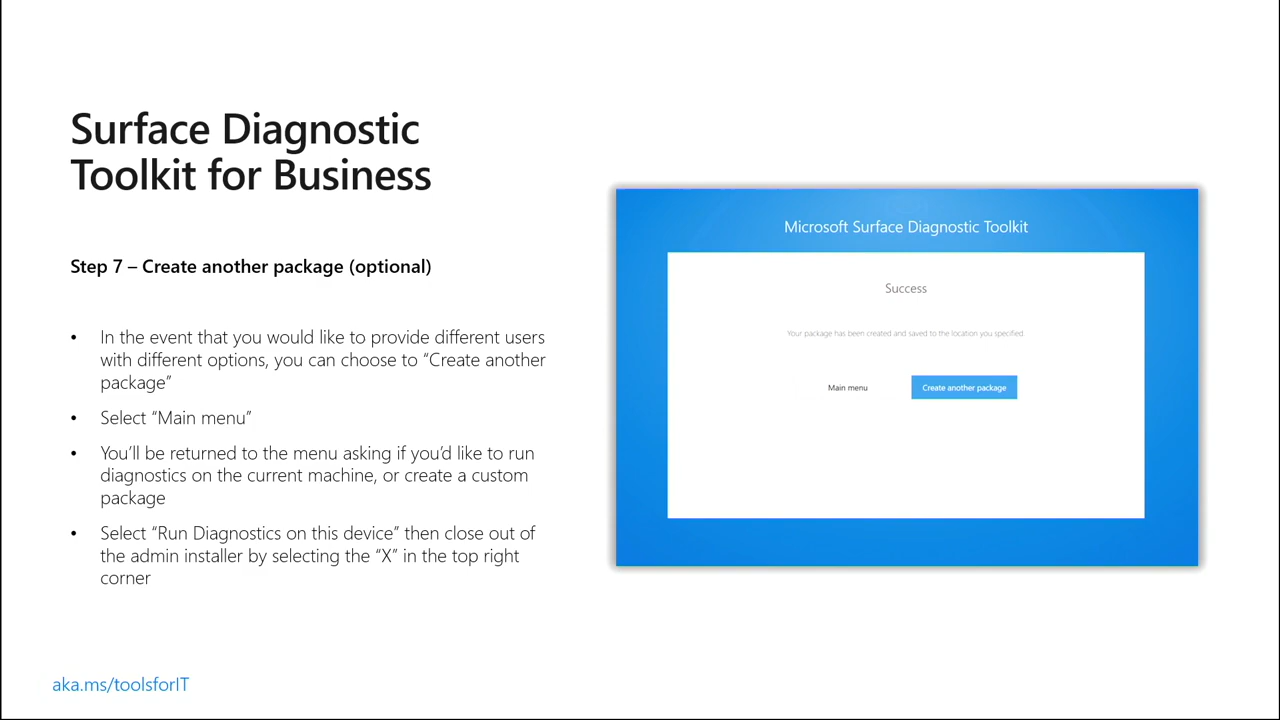 Surface Diagnostic
Toolkit for Business
Step 7 – Create another package (optional)
• In the event that you would like to provide different users
with different options, you can choose to “Create another
package”
• Select “Main menu”
• You’ll be returned to the menu asking if you’d like to run
diagnostics on the current machine, or create a custom
package
• Select “Run Diagnostics on this device” then close out of
the admin installer by selecting the “X” in the top right
corner
aka.ms/toolsforIT
Microsoft Surface Diagnostic Toolkit
Success
Your package has been created and saved to the location you specified
Main menu
Create another package